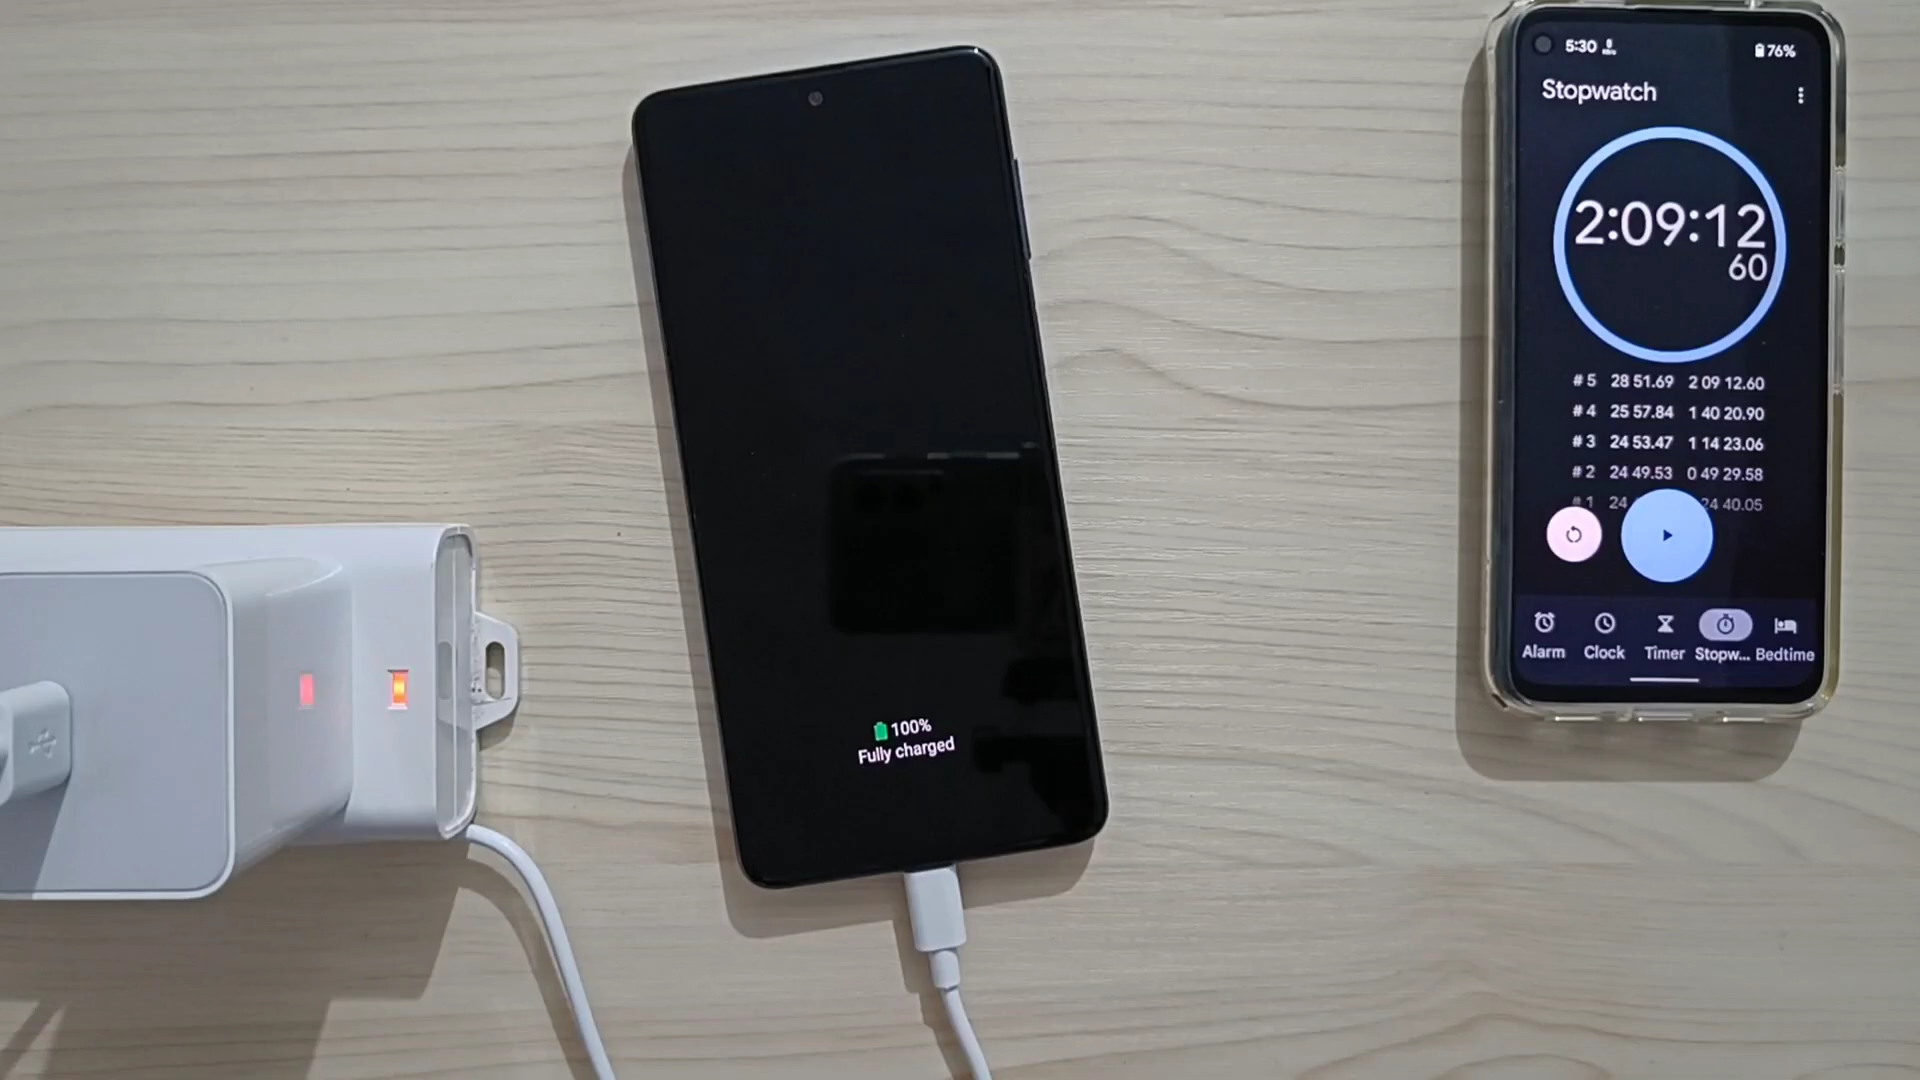 100%
Fully charged
5:30
76%
Stopwatch
2:09:12
60
# 5 28 51.69 2 09 12.60
# 4 25 57.84 1 40 20.90
# 3 24 53.47 1 14 23.06
# 2 24 49.53 0 49 29.58
# 1 24 24 40.05
Alarm Clock Timer Stopw... Bedtime